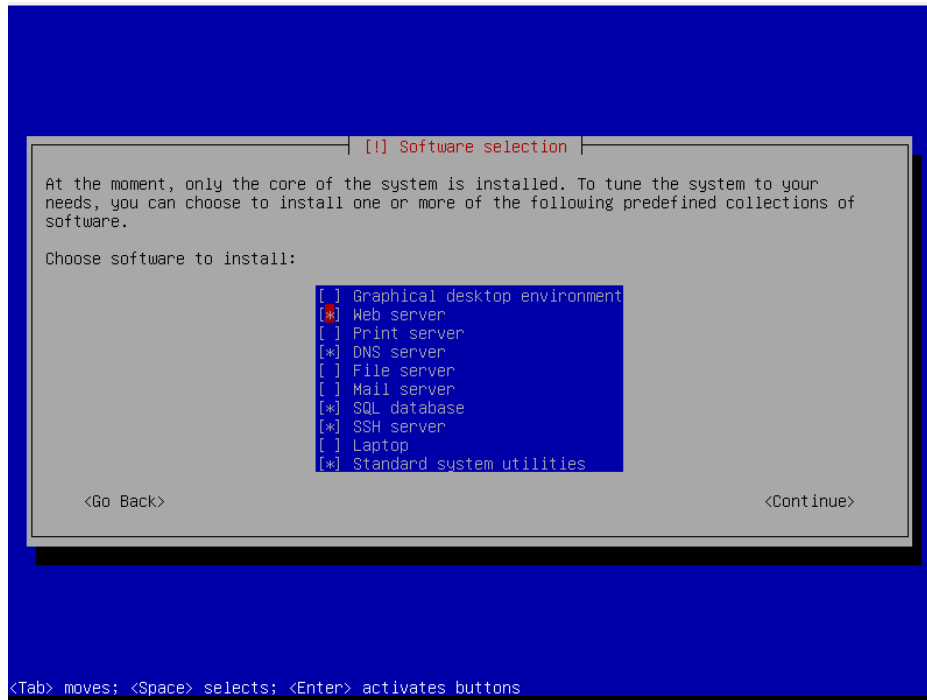 [!] Software selection
At the moment, only the core of the system is installed. To tune the system to your
needs, you can choose to install one or more of the following predefined collections of
software.
Choose software to install:
[ ] Graphical desktop environment
[*] Web server
[ ] Print server
[*] DNS server
[ ] File server
[ ] Mail server
[*] SQL database
[*] SSH server
[ ] Laptop
[*] Standard system utilities
<Go Back> <Continue>
<Tab> moves; <Space> selects; <Enter> activates buttons